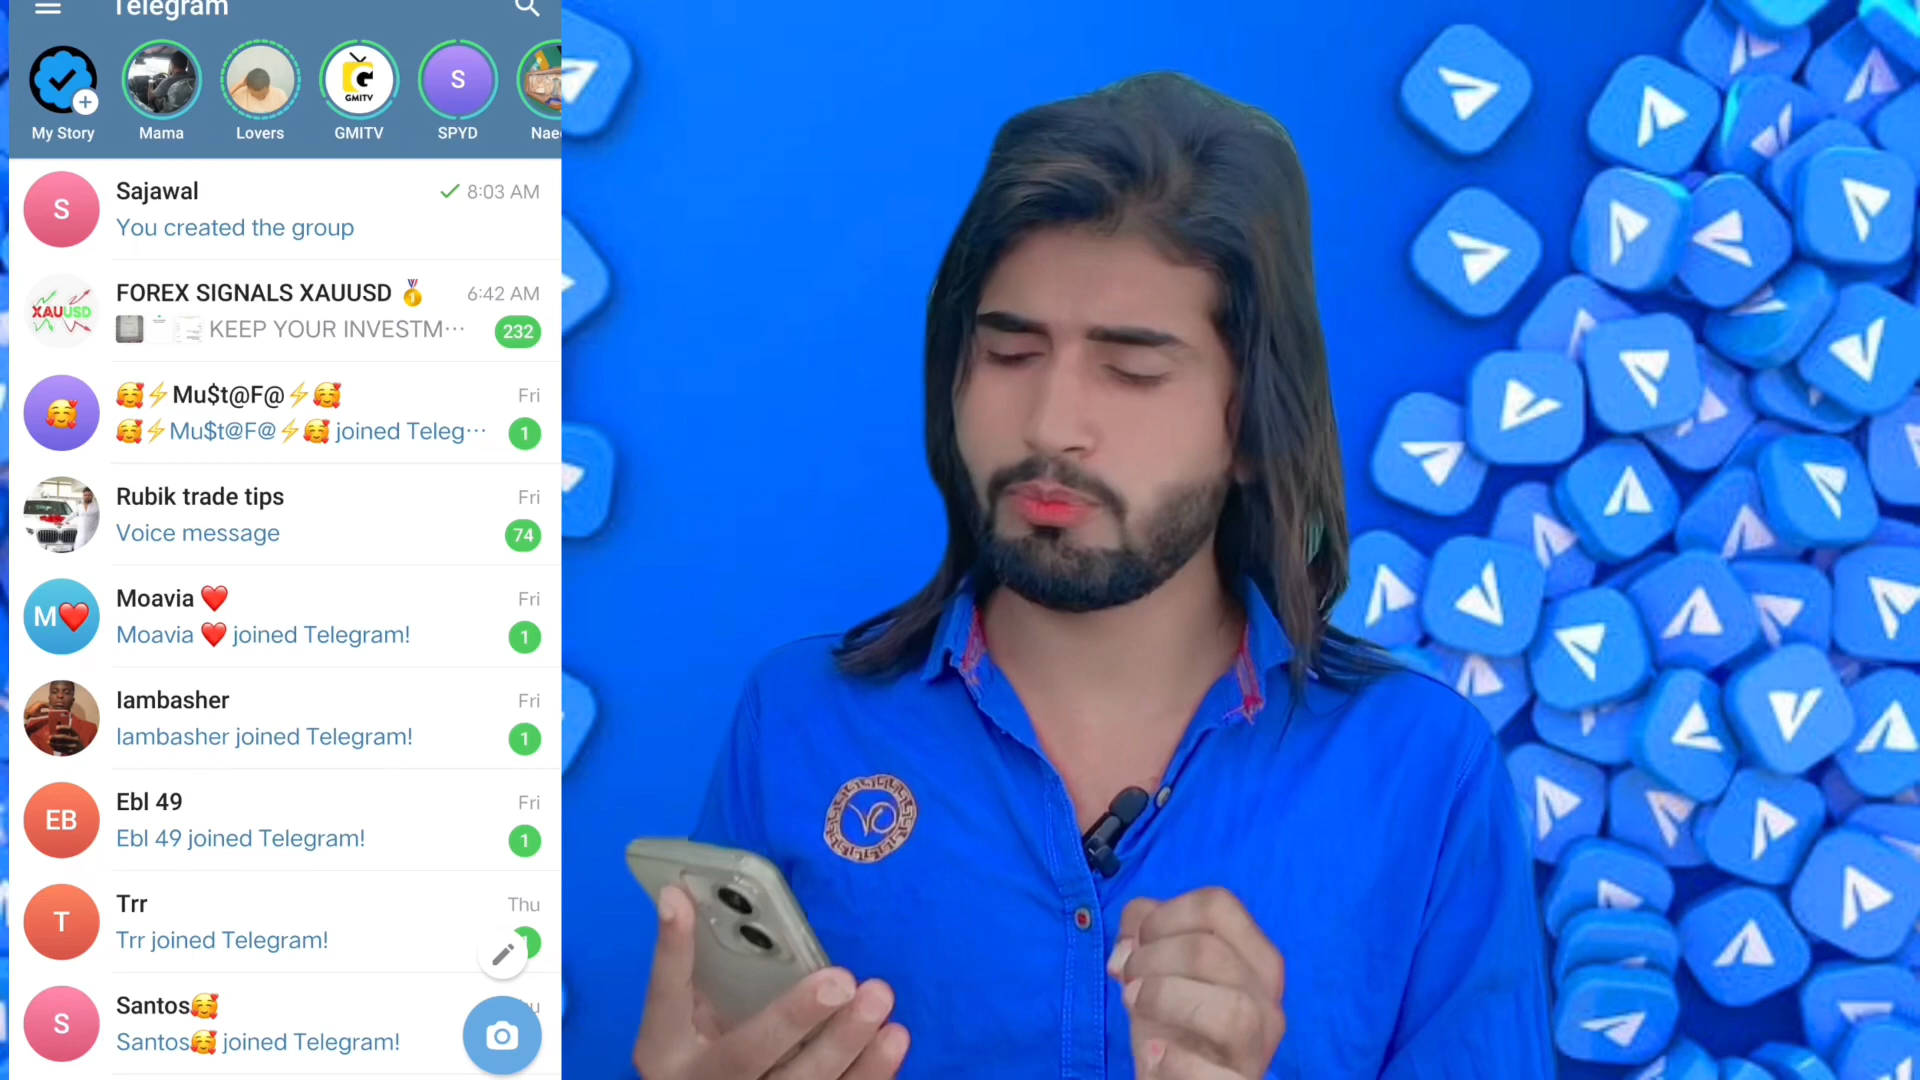 Telegram
My Story
Mama
Lovers
GMITV
GMITV
S
SPYD
S
Sajawal
8:03 AM
You created the group
XAUUSD
FOREX SIGNALS XAUUSD 🥇
6:42 AM
KEEP YOUR INVESTM...
232
🥰⚡Mu$t@F@⚡🥰
Fri
🥰⚡Mu$t@F@⚡🥰 joined Teleg...
1
Rubik trade tips
Fri
Voice message
74
M❤️
Moavia ❤️
Fri
Moavia ❤️ joined Telegram!
1
Iambasher
Fri
Iambasher joined Telegram!
1
EB
Ebl 49
Fri
Ebl 49 joined Telegram!
1
T
Trr
Thu
Trr joined Telegram!
S
Santos🥰
Santos🥰 joined Telegram!